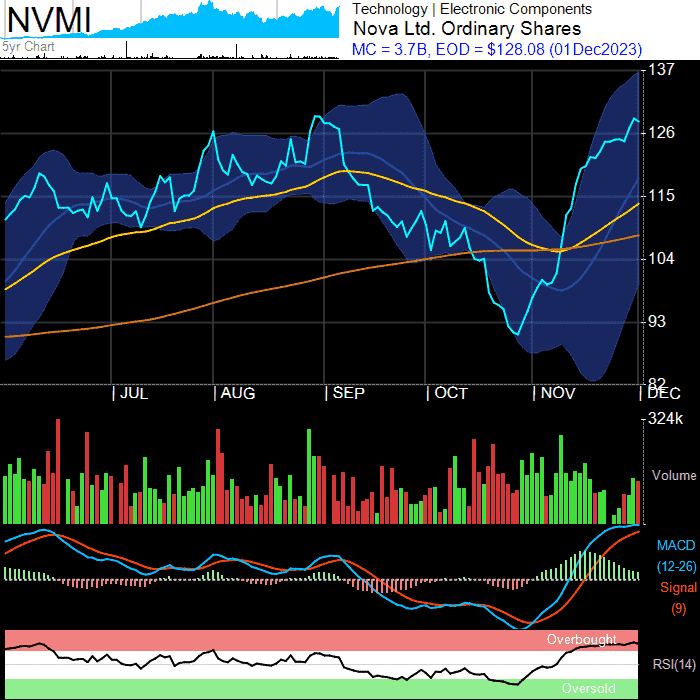 NVMI
Technology | Electronic Components
Nova Ltd. Ordinary Shares
5yr Chart
MC = 3.7B, EOD = $128.08 (01Dec2023)
137
126
115
104
93
82
JUL AUG SEP OCT NOV DEC
324k
Volume
MACD
(12-26)
Signal
(9)
Overbought
RSI(14)
Oversold